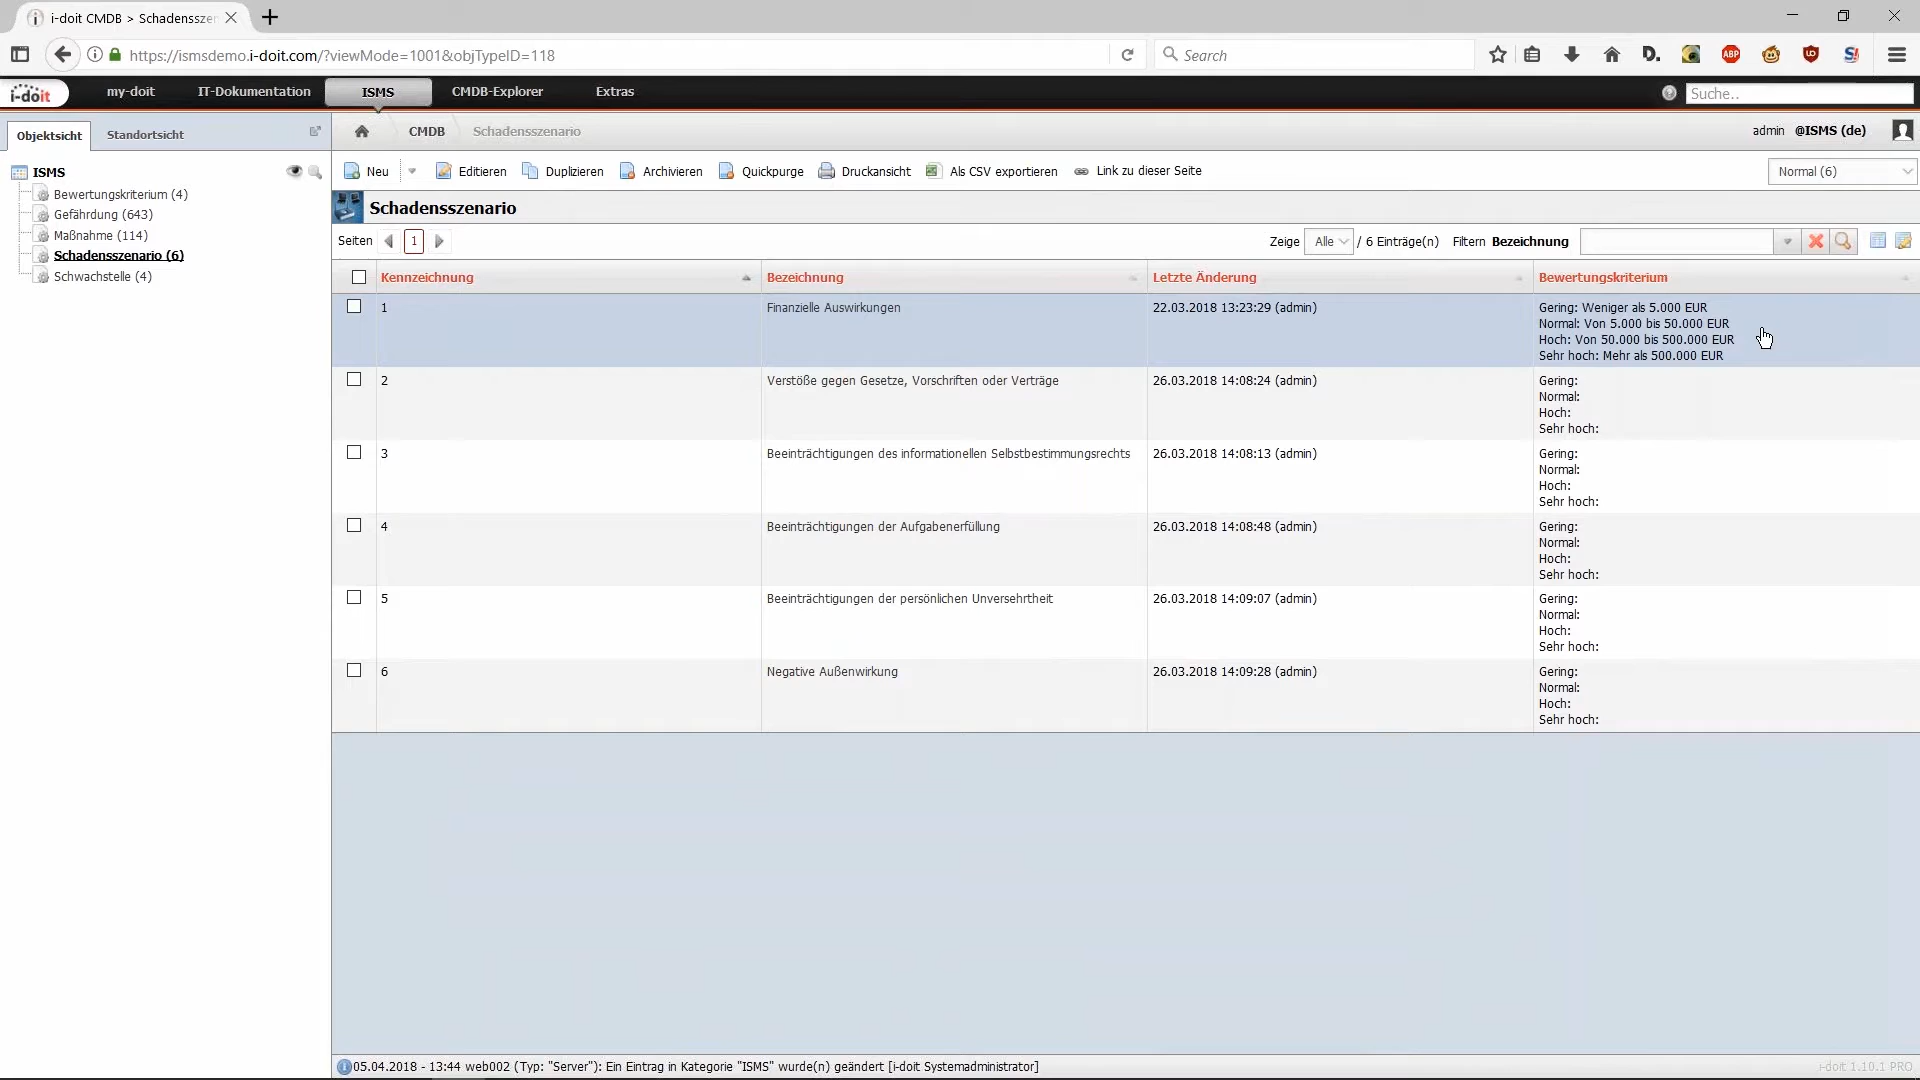 i-doit CMDB > Schadensszer
https://ismsdemo.i-doit.com/?viewMode=1001&objTypeID=118
Search
ABP
i-doit
my-doit
IT-Dokumentation
ISMS
CMDB-Explorer
Extras
Suche..
Objektsicht
Standortsicht
CMDB
Schadensszenario
admin @ISMS (de)
ISMS
Bewertungskriterium (4)
Gefährdung (643)
Maßnahme (114)
Schadensszenario (6)
Schwachstelle (4)
Neu
Editieren
Duplizieren
Archivieren
Quickpurge
Druckansicht
Als CSV exportieren
Link zu dieser Seite
Normal (6)
Schadensszenario
Seiten
1
Zeige
Alle
/ 6 Einträge(n)
Filtern Bezeichnung
Kennzeichnung
Bezeichnung
Letzte Änderung
Bewertungskriterium
1
Finanzielle Auswirkungen
22.03.2018 13:23:29 (admin)
Gering: Weniger als 5.000 EUR
Normal: Von 5.000 bis 50.000 EUR
Hoch: Von 50.000 bis 500.000 EUR
Sehr hoch: Mehr als 500.000 EUR
2
Verstöße gegen Gesetze, Vorschriften oder Verträge
26.03.2018 14:08:24 (admin)
Gering:
Normal:
Hoch:
Sehr hoch:
3
Beeinträchtigungen des informationellen Selbstbestimmungsrechts
26.03.2018 14:08:13 (admin)
Gering:
Normal:
Hoch:
Sehr hoch:
4
Beeinträchtigungen der Aufgabenerfüllung
26.03.2018 14:08:48 (admin)
Gering:
Normal:
Hoch:
Sehr hoch:
5
Beeinträchtigungen der persönlichen Unversehrtheit
26.03.2018 14:09:07 (admin)
Gering:
Normal:
Hoch:
Sehr hoch:
6
Negative Außenwirkung
26.03.2018 14:09:28 (admin)
Gering:
Normal:
Hoch:
Sehr hoch:
05.04.2018 - 13:44 web002 (Typ: "Server"): Ein Eintrag in Kategorie "ISMS" wurde(n) geändert [i-doit Systemadministrator]
i-doit 1.10.1 PRO